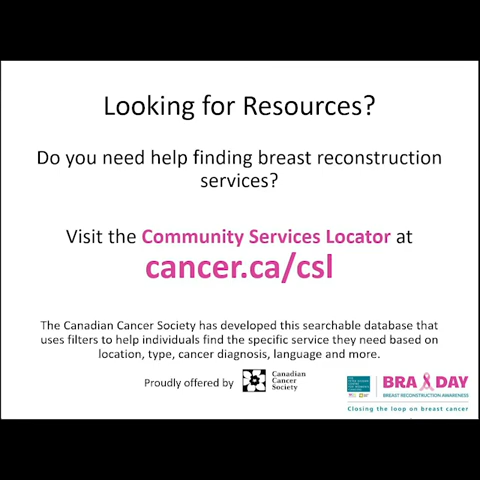 Looking for Resources?
Do you need help finding breast reconstruction
services?
Visit the Community Services Locator at
cancer.ca/csl
The Canadian Cancer Society has developed this searchable database that
uses filters to help individuals find the specific service they need based on
location, type, cancer diagnosis, language and more.
Proudly offered by
Canadian
Cancer
Society
BRA DAY
BREAST RECONSTRUCTION AWARENESS
Closing the loop on breast cancer